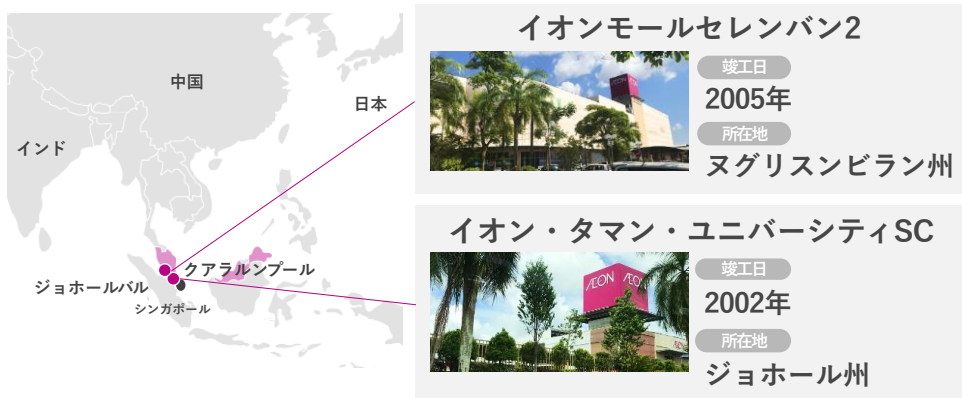 中国
日本
インド
クアラルンプール
ジョホールバル
シンガポール
イオンモールセレンバン2
ÆON
竣工日
2005年
所在地
ヌグリスンビラン州
イオン・タマン・ユニバーシティSC
ÆON ÆON
竣工日
2002年
所在地
ジョホール州